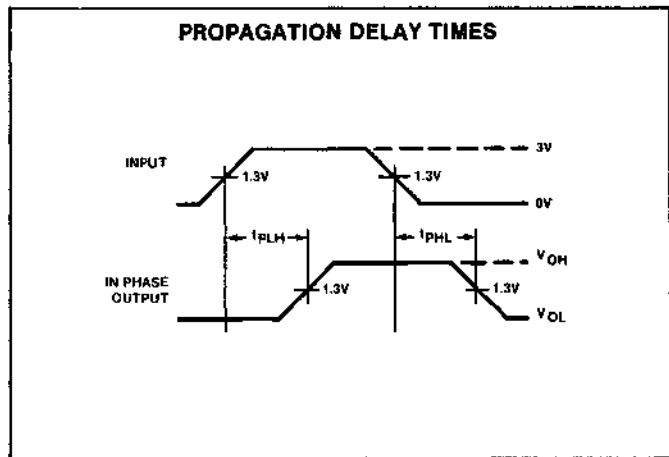 PROPAGATION DELAY TIMES
INPUT
1.3V
1.3V
3V
0V
tPLH
tPHL
IN PHASE
OUTPUT
1.3V
1.3V
VOH
VOL